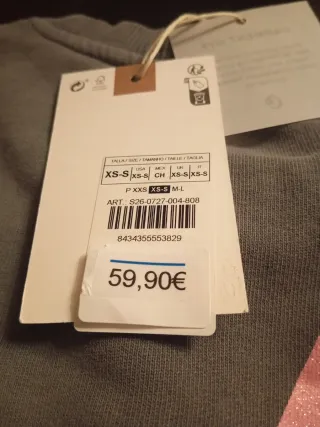 TALLA / SIZE / TAMANHO / TAILLE / TAGLIA
XS-S USA XS-S MEX CH UK XS-S IT XS-S
P XXS XS-S M-L
ART.: S26-0727-004-808
8434355553829
59,90€